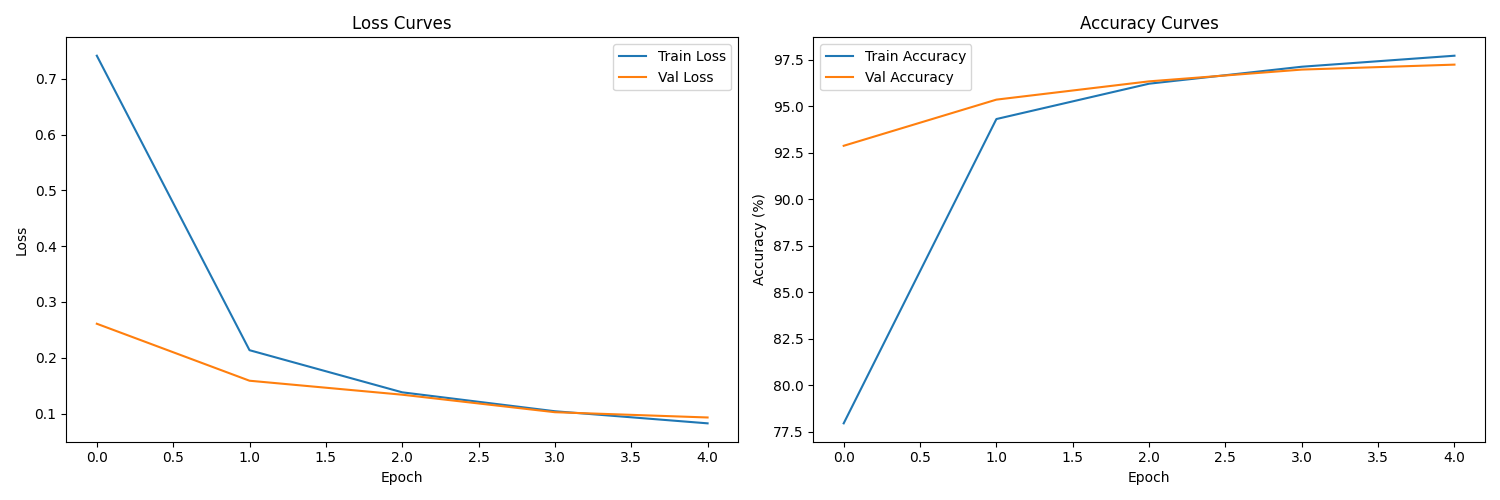 Loss Curves
Train Loss
Val Loss
0.7
0.6
0.5
0.4
0.3
0.2
0.1
Loss
0.0 0.5 1.0 1.5 2.0 2.5 3.0 3.5 4.0
Epoch
Accuracy Curves
Train Accuracy
Val Accuracy
97.5
95.0
92.5
90.0
87.5
85.0
82.5
80.0
77.5
Accuracy (%)
0.0 0.5 1.0 1.5 2.0 2.5 3.0 3.5 4.0
Epoch